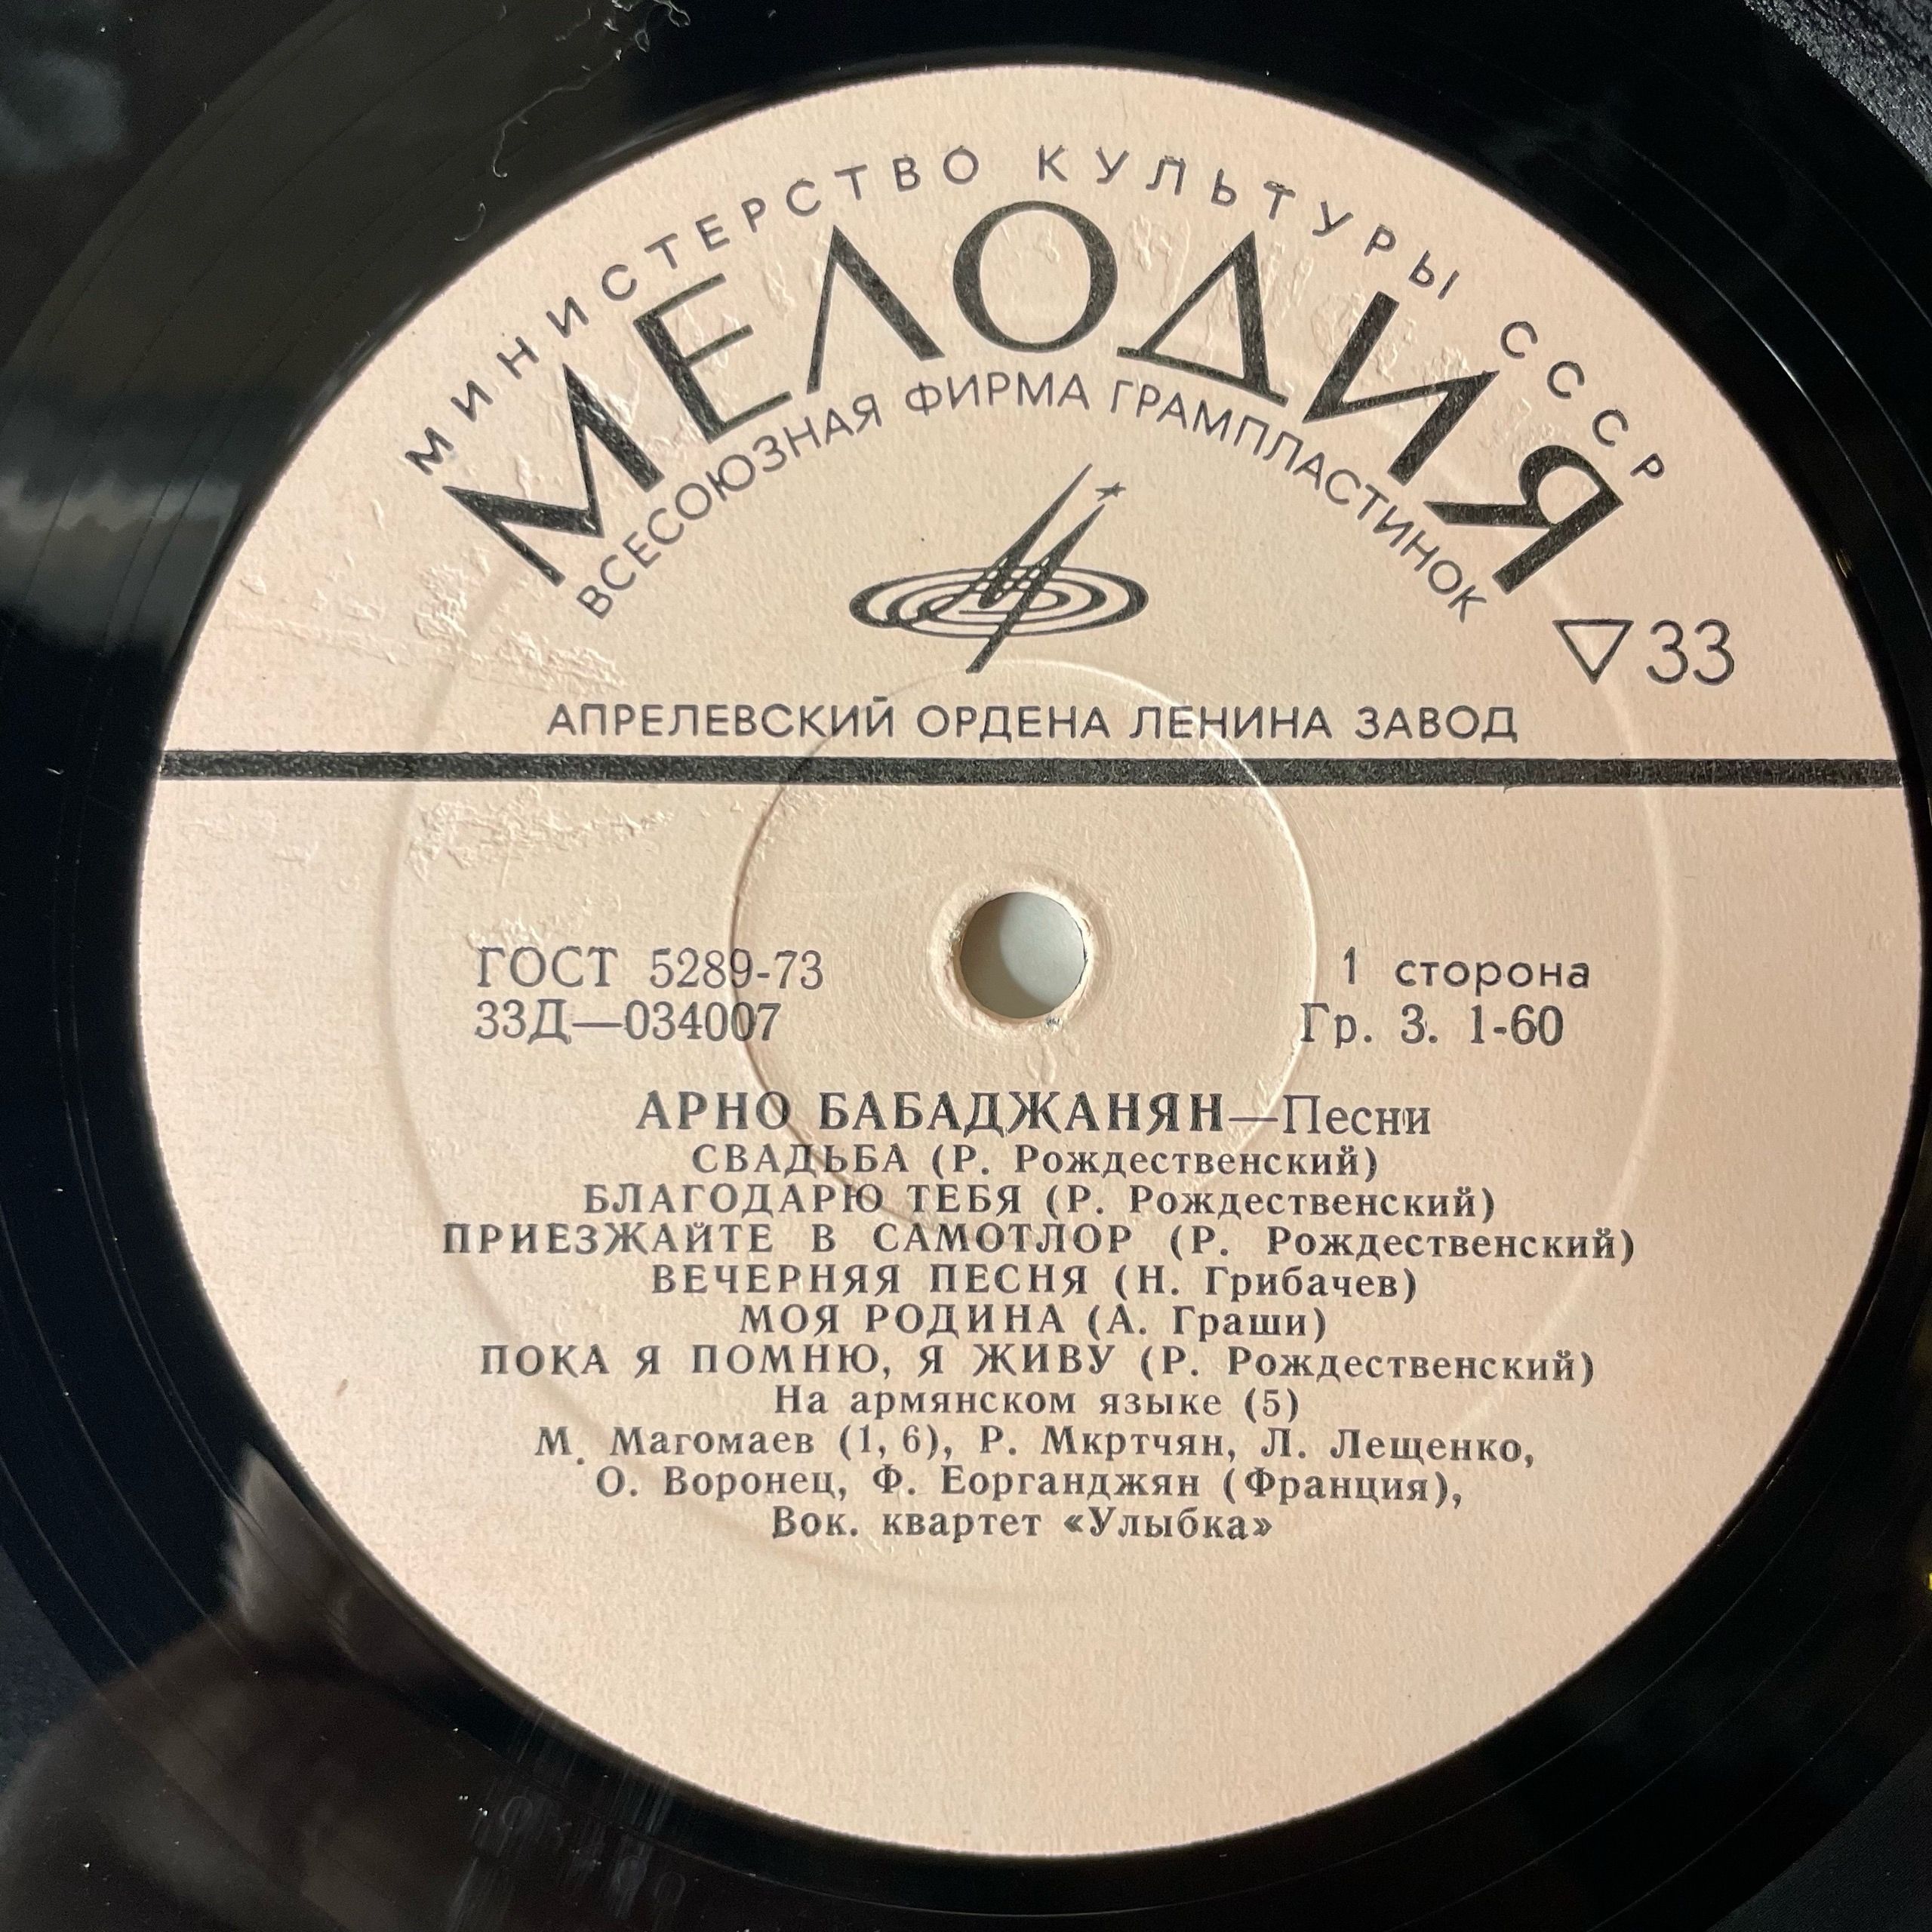 МИНИСТЕРСТВО КУЛЬТУРЫ СССР
МЕЛОДИЯ
ВСЕСОЮЗНАЯ ФИРМА ГРАМПЛАСТИНОК
▽33
АПРЕЛЕВСКИЙ ОРДЕНА ЛЕНИНА ЗАВОД
ГОСТ 5289-73
1 сторона
33Д—034007
Гр. 3. 1-60
АРНО БАБАДЖАНЯН—Песни
СВАДЬБА (Р. Рождественский)
БЛАГОДАРЮ ТЕБЯ (Р. Рождественский)
ПРИЕЗЖАЙТЕ В САМОТЛОР (Р. Рождественский)
ВЕЧЕРНЯЯ ПЕСНЯ (Н. Грибачев)
МОЯ РОДИНА (А. Граши)
ПОКА Я ПОМНЮ, Я ЖИВУ (Р. Рождественский)
На армянском языке (5)
М. Магомаев (1, 6), Р. Мкртчян, Л. Лещенко,
О. Воронец, Ф. Еорганджян (Франция),
Вок. квартет «Улыбка»